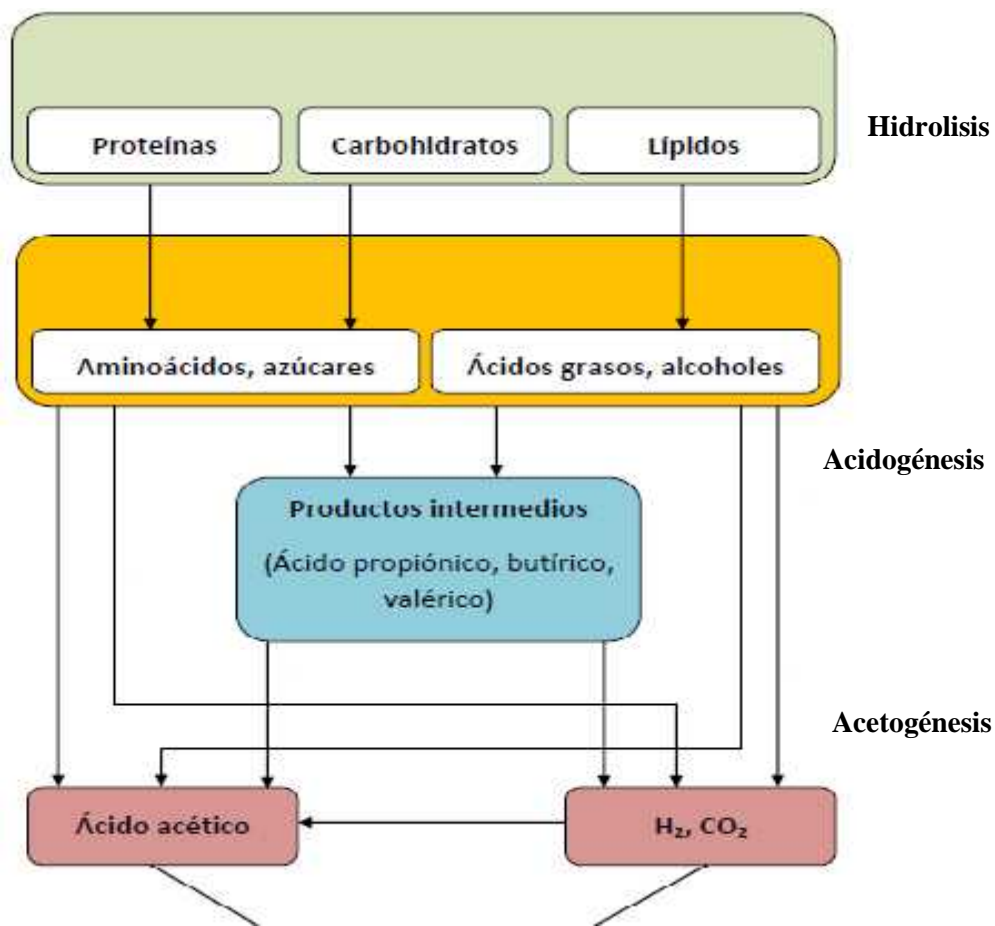 Proteínas Carbohidratos Lípidos
Hidrolisis
Aminoácidos, azúcares Ácidos grasos, alcoholes
Acidogénesis
Productos intermedios
(Ácido propiónico, butírico,
valérico)
Acetogénesis
Ácido acético H₂, CO₂